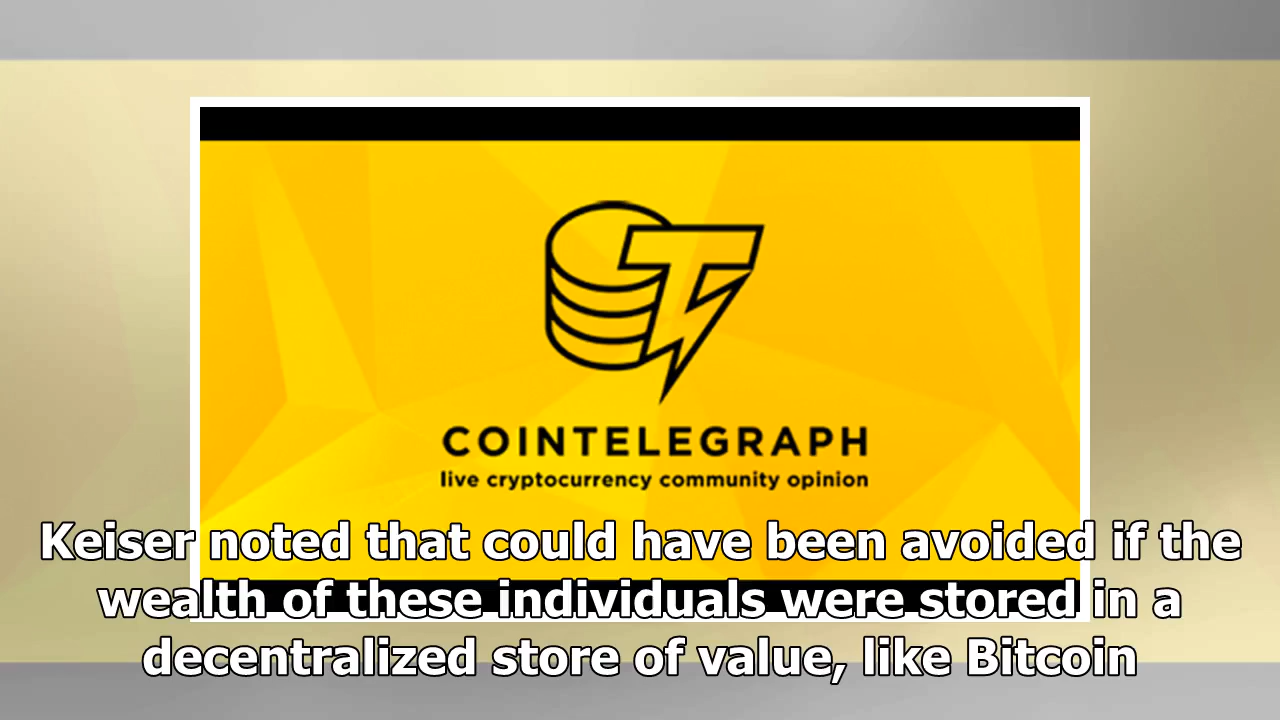 COINTELEGRAPH
live cryptocurrency community opinion
Keiser noted that could have been avoided if the
wealth of these individuals were stored in a
decentralized store of value, like Bitcoin